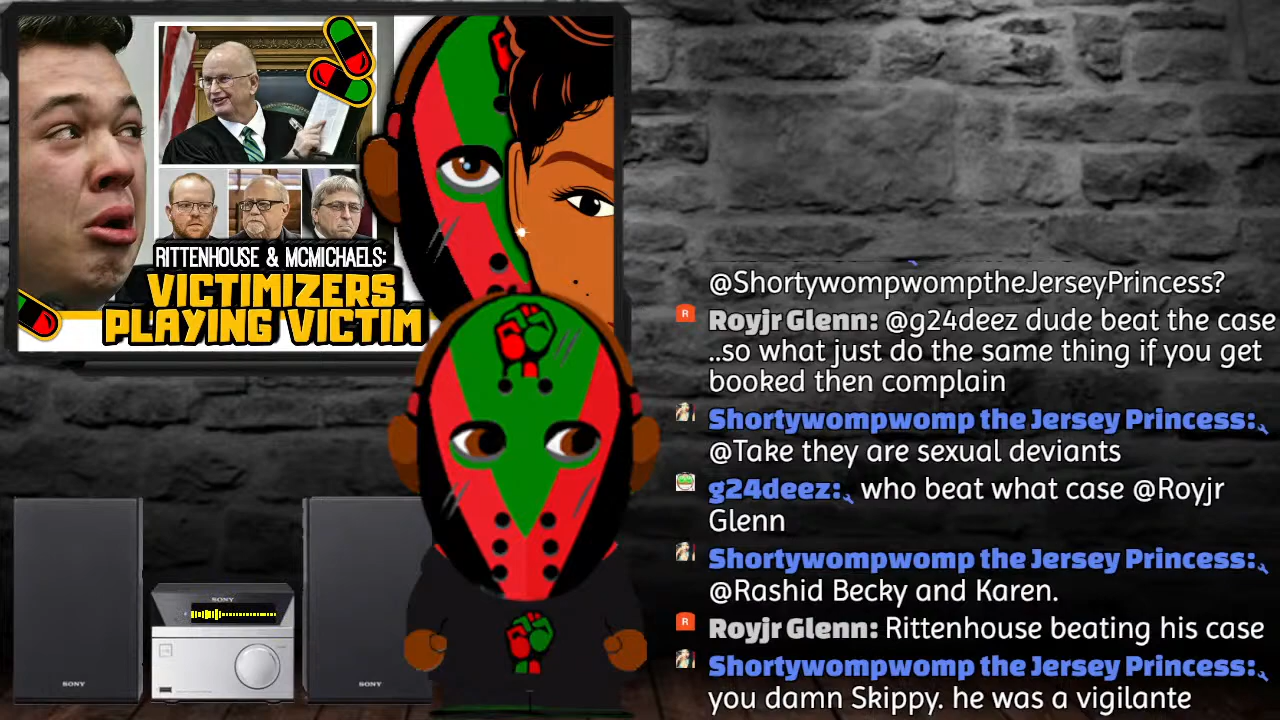 RITTENHOUSE & MCMICHAELS:
VICTIMIZERS
PLAYING VICTIM
SONY
SONY
SONY
@ShortywompwomptheJerseyPrincess?
R
Royjr Glenn: @g24deez dude beat the case
..so what just do the same thing if you get
booked then complain
Shortywompwomp the Jersey Princess:
@Take they are sexual deviants
g24deez: who beat what case @Royjr
Glenn
Shortywompwomp the Jersey Princess:
@Rashid Becky and Karen.
R
Royjr Glenn: Rittenhouse beating his case
Shortywompwomp the Jersey Princess:
you damn Skippy. he was a vigilante